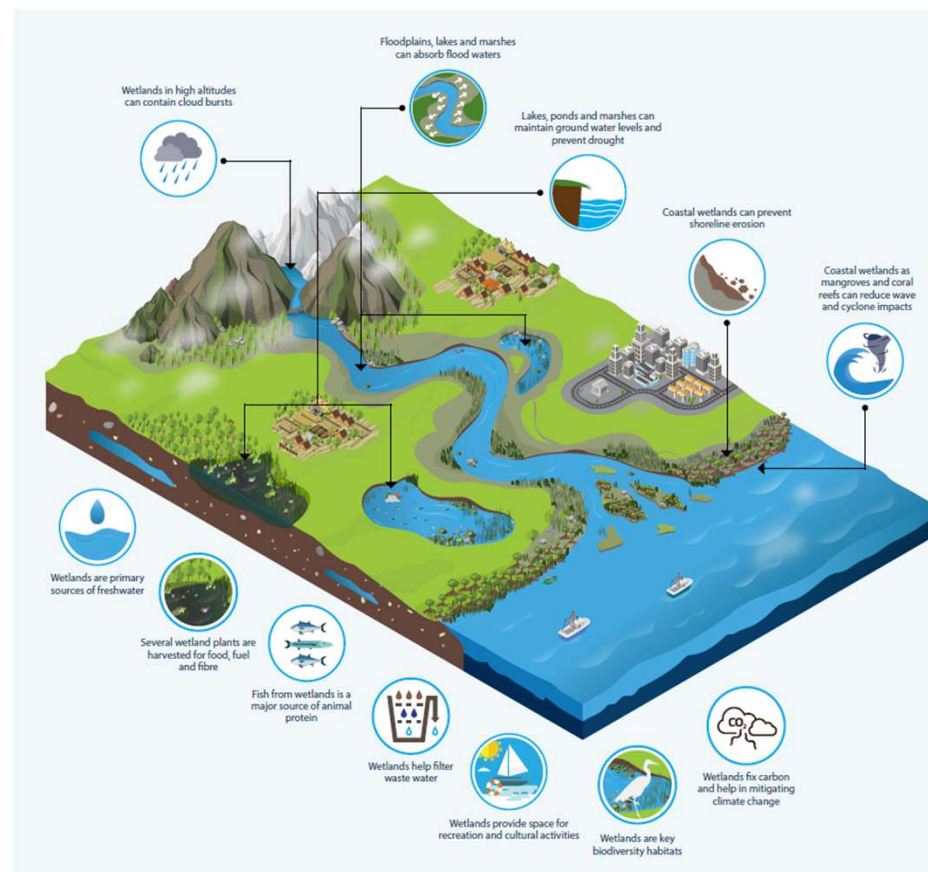 Floodplains, lakes and marshes
can absorb flood waters
Wetlands in high altitudes
can contain cloud bursts
Lakes, ponds and marshes can
maintain ground water levels and
prevent drought
Coastal wetlands can prevent
shoreline erosion
Coastal wetlands as
mangroves and coral
reefs can reduce wave
and cyclone impacts
Wetlands are primary
sources of freshwater
Several wetland plants are
harvested for food, fuel
and fibre
Fish from wetlands is a
major source of animal
protein
Wetlands help filter
waste water
Wetlands provide space for
recreation and cultural activities
Wetlands are key
biodiversity habitats
CO2
Wetlands fix carbon
and help in mitigating
climate change